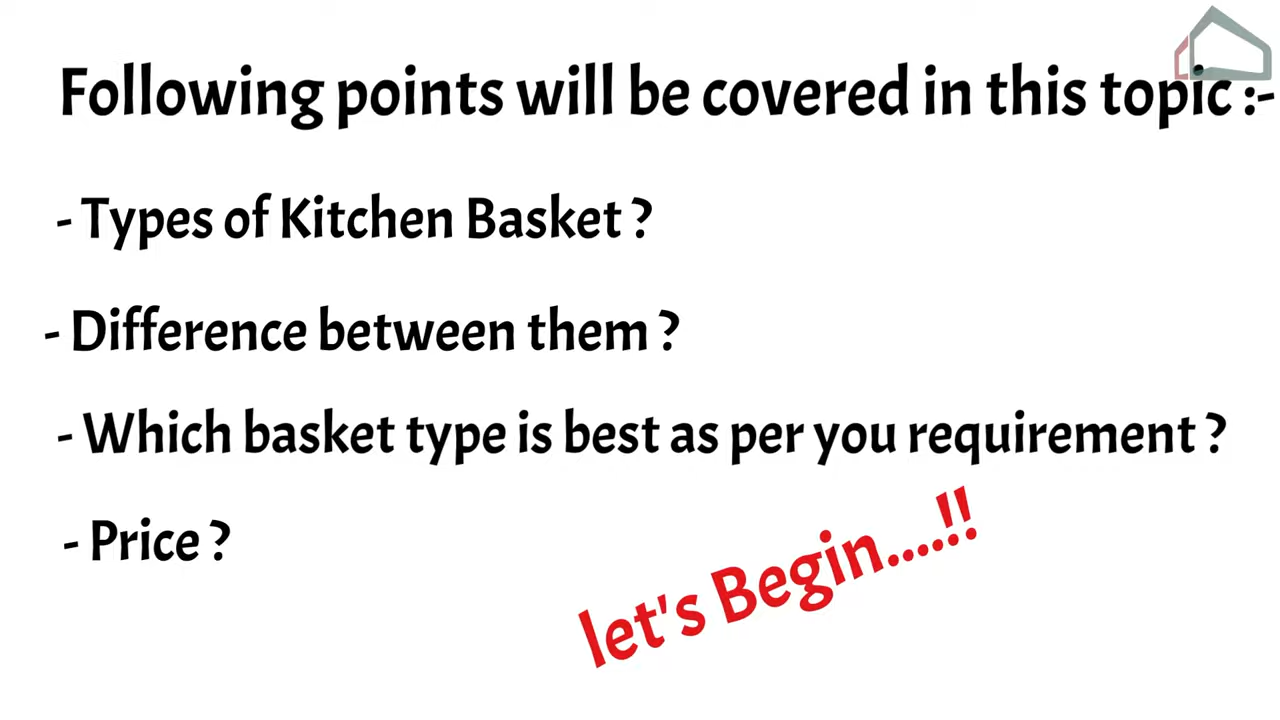 Following points will be covered in this topic :-
- Types of Kitchen Basket ?
- Difference between them ?
- Which basket type is best as per you requirement ?
- Price ?
let's Begin.....!!